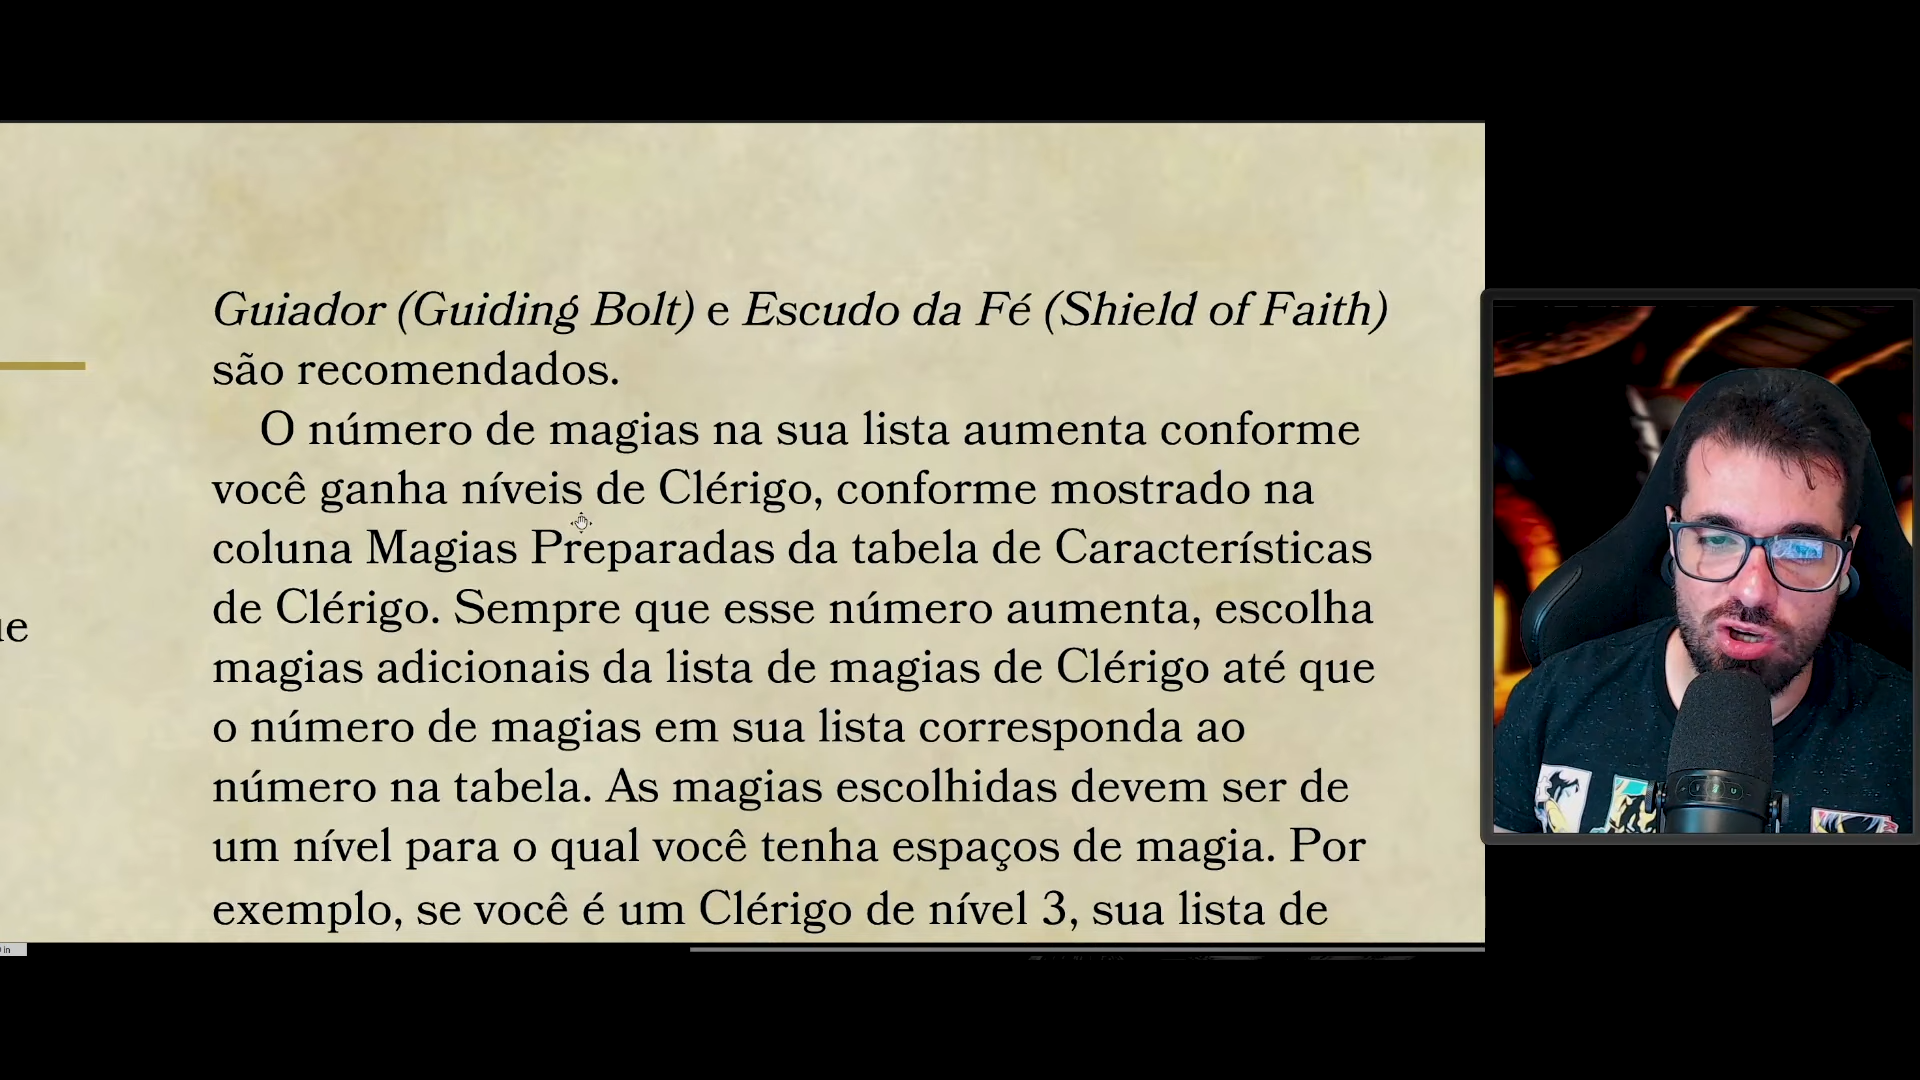 Guiador (Guiding Bolt) e Escudo da Fé (Shield of Faith)
são recomendados.
O número de magias na sua lista aumenta conforme
você ganha níveis de Clérigo, conforme mostrado na
coluna Magias Preparadas da tabela de Características
de Clérigo. Sempre que esse número aumenta, escolha
magias adicionais da lista de magias de Clérigo até que
o número de magias em sua lista corresponda ao
número na tabela. As magias escolhidas devem ser de
um nível para o qual você tenha espaços de magia. Por
exemplo, se você é um Clérigo de nível 3, sua lista de